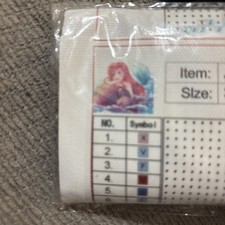 Item:
SIze:
NO. Symbol
1. X
2. V
3.
4.
5.